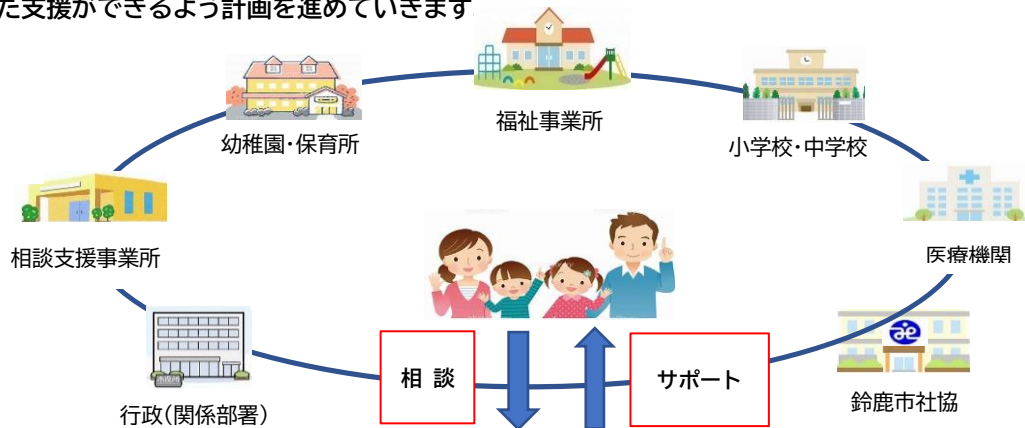 た支援ができるよう計画を進めていきます
福祉事業所
幼稚園・保育所
小学校・中学校
相談支援事業所
医療機関
相 談
サポート
行政(関係部署)
鈴鹿市社協